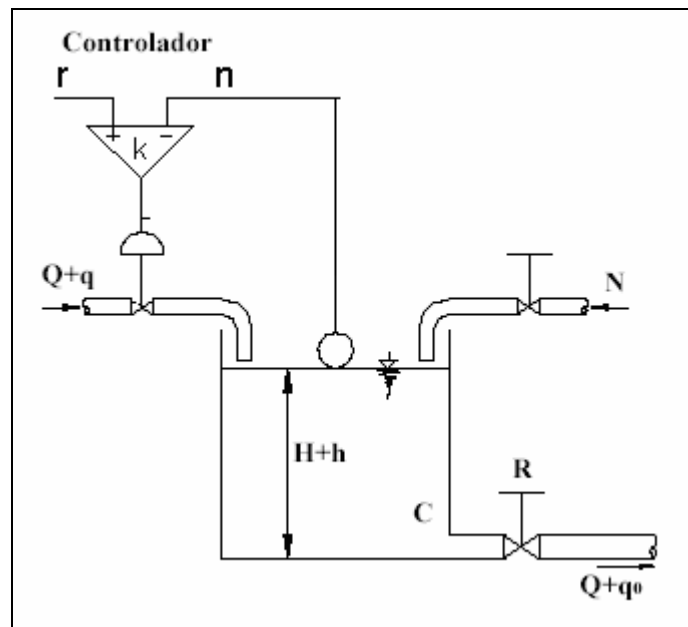 Controlador
r n
+ −
k
Q+q
N
H+h
R
C
Q+q₀